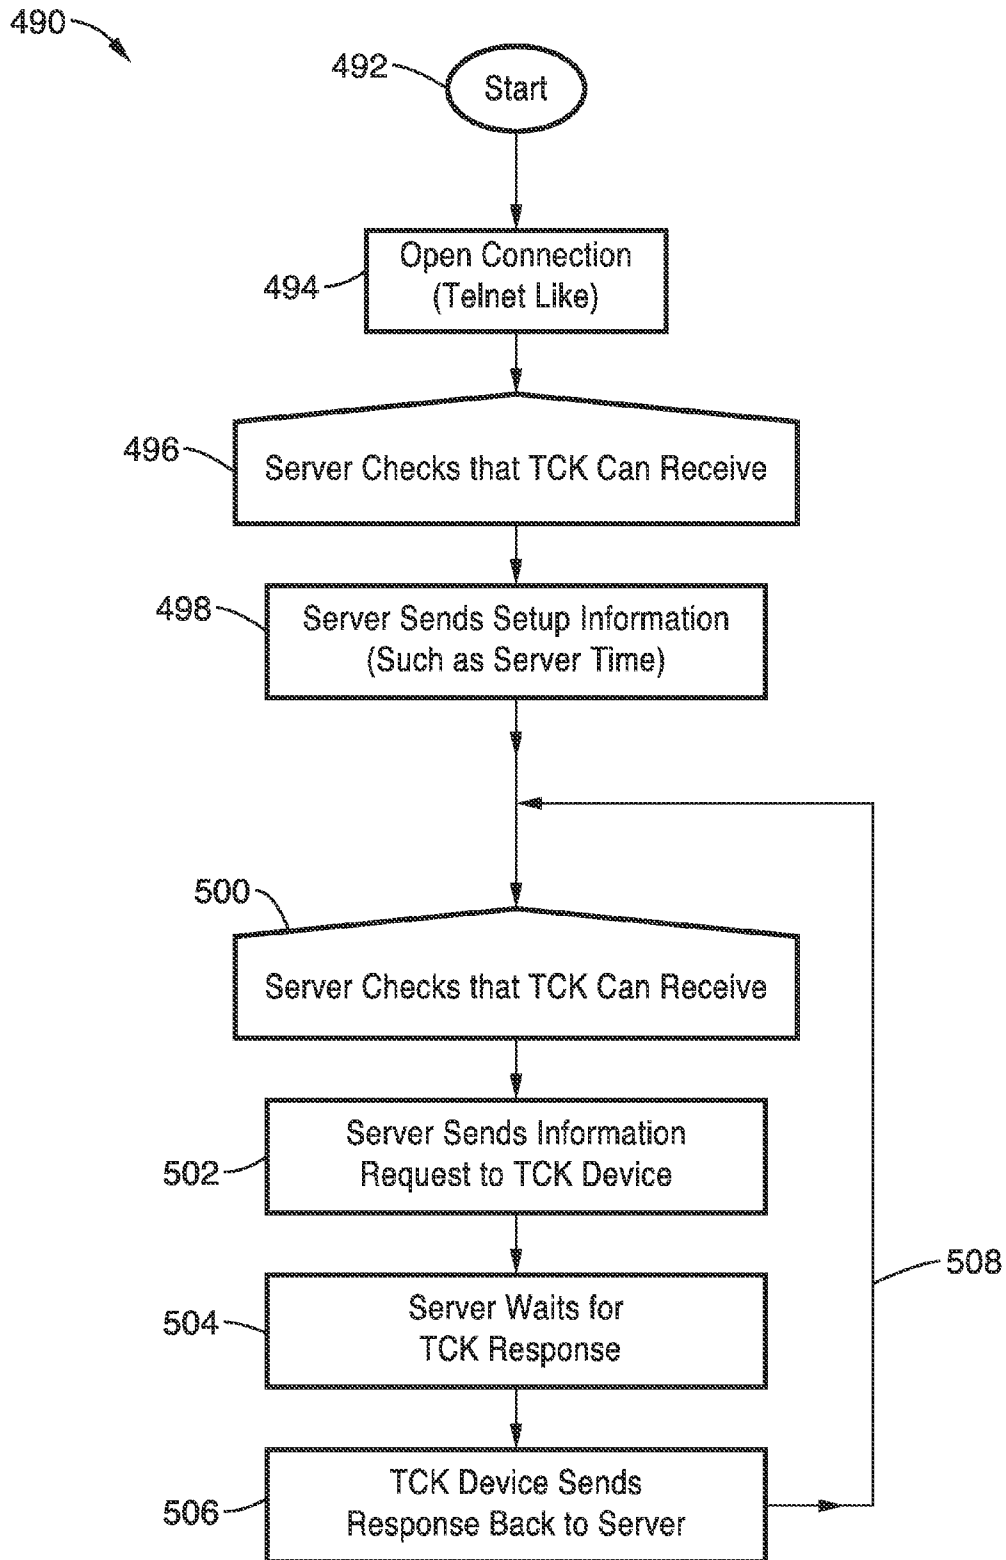 490
492
Start
Open Connection
494
(Telnet Like)
496
Server Checks that TCK Can Receive
498
Server Sends Setup Information
(Such as Server Time)
500
Server Checks that TCK Can Receive
Server Sends Information
502
Request to TCK Device
508
Server Waits for
504
TCK Response
TCK Device Sends
506
Response Back to Server